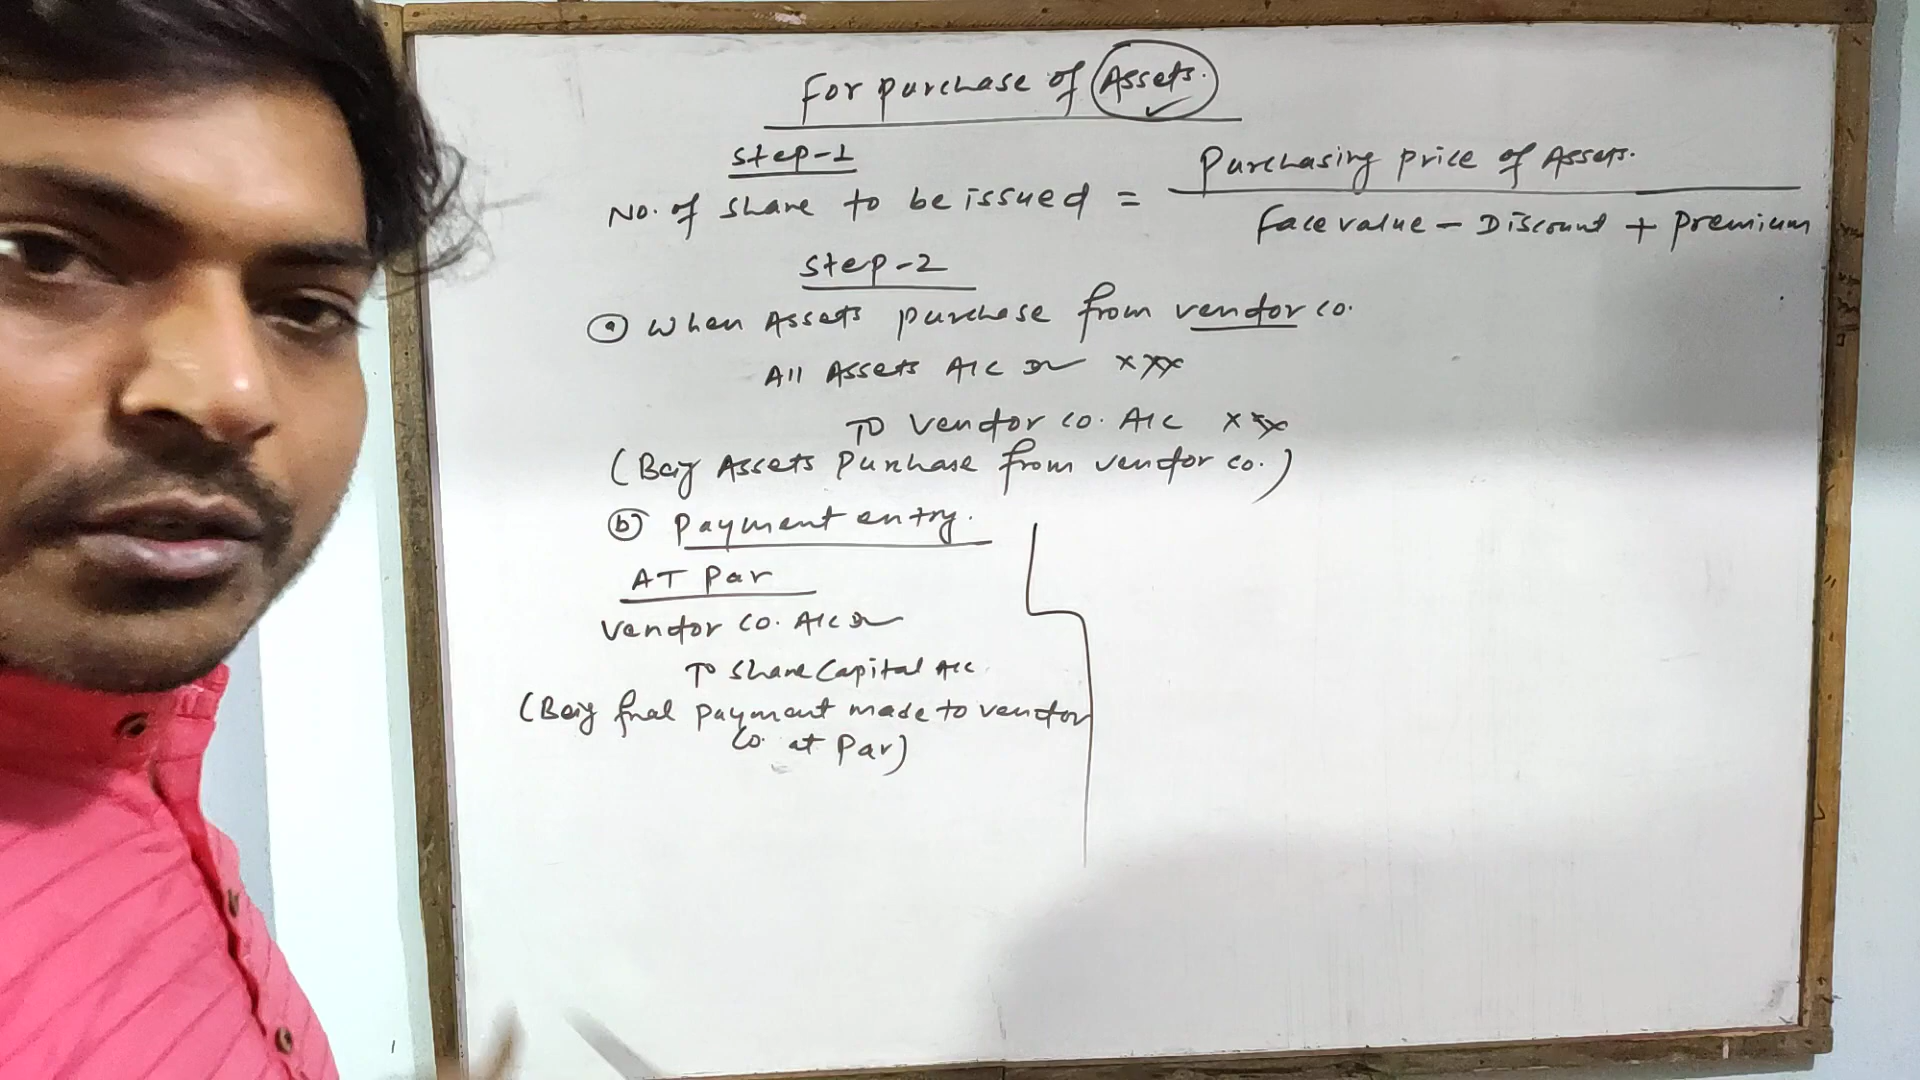 For purchase of Assets.
Step-1
No. of Share to be issued = Purchasing price of Assets.
Face value - Discount + Premium
Step-2
(a) When Assets purchase from vendor co.
All Assets A/c Dr xxx
To Vendor co. A/c xxx
(Beig Assets Purchase from vendor co.)
(b) Payment entry.
AT Par
Vendor co. A/c Dr
To Share Capital A/c
(Beig final payment made to vendor
Co. at Par)